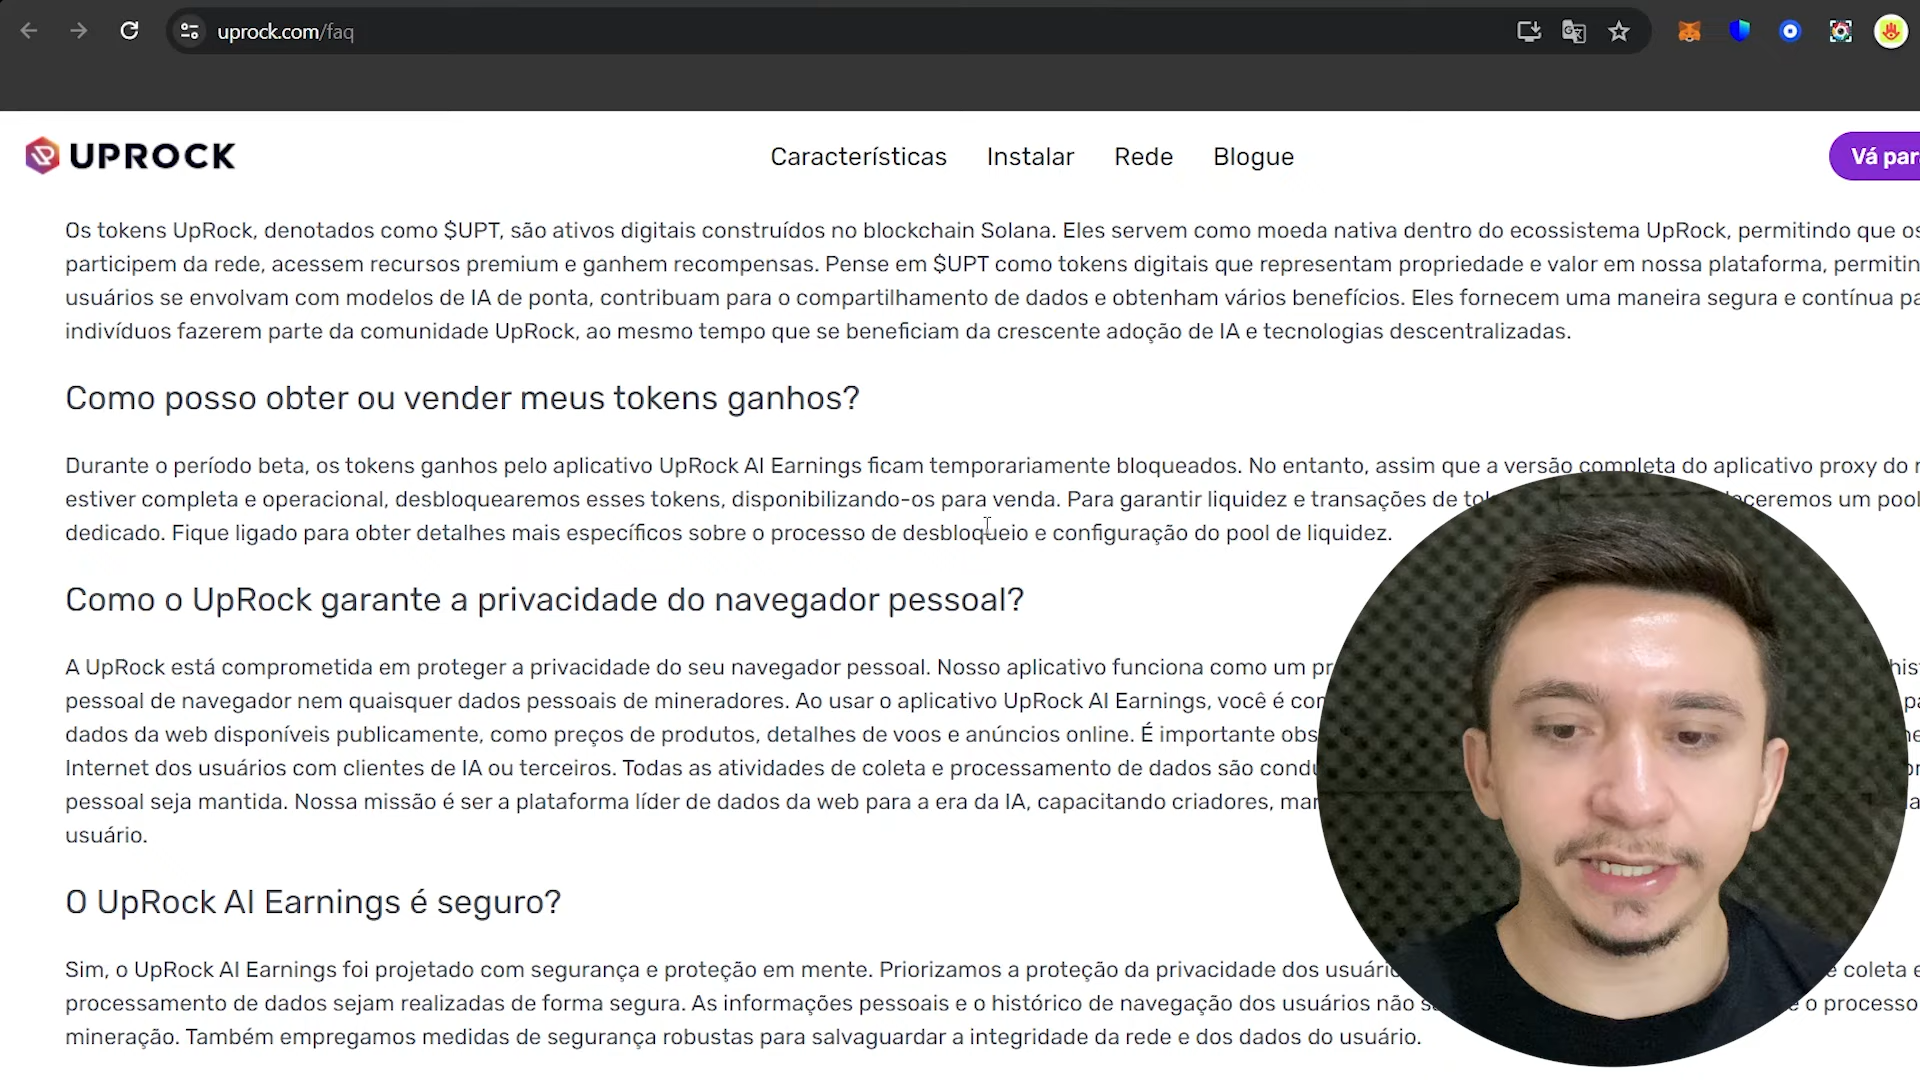 uprock.com/faq
UPROCK
Características Instalar Rede Blogue
Vá par
Os tokens UpRock, denotados como $UPT, são ativos digitais construídos no blockchain Solana. Eles servem como moeda nativa dentro do ecossistema UpRock, permitindo que os
participem da rede, acessem recursos premium e ganhem recompensas. Pense em $UPT como tokens digitais que representam propriedade e valor em nossa plataforma, permitin
usuários se envolvam com modelos de IA de ponta, contribuam para o compartilhamento de dados e obtenham vários benefícios. Eles fornecem uma maneira segura e contínua pa
indivíduos fazerem parte da comunidade UpRock, ao mesmo tempo que se beneficiam da crescente adoção de IA e tecnologias descentralizadas.
Como posso obter ou vender meus tokens ganhos?
Durante o período beta, os tokens ganhos pelo aplicativo UpRock AI Earnings ficam temporariamente bloqueados. No entanto, assim que a versão completa do aplicativo proxy do
estiver completa e operacional, desbloquearemos esses tokens, disponibilizando-os para venda. Para garantir liquidez e transações de to eceremos um pool
dedicado. Fique ligado para obter detalhes mais específicos sobre o processo de desbloqueio e configuração do pool de liquidez.
Como o UpRock garante a privacidade do navegador pessoal?
A UpRock está comprometida em proteger a privacidade do seu navegador pessoal. Nosso aplicativo funciona como um pr his
pessoal de navegador nem quaisquer dados pessoais de mineradores. Ao usar o aplicativo UpRock AI Earnings, você é cor pa
dados da web disponíveis publicamente, como preços de produtos, detalhes de voos e anúncios online. É importante obs
Internet dos usuários com clientes de IA ou terceiros. Todas as atividades de coleta e processamento de dados são condu
pessoal seja mantida. Nossa missão é ser a plataforma líder de dados da web para a era da IA, capacitando criadores, mar
usuário.
O UpRock AI Earnings é seguro?
Sim, o UpRock AI Earnings foi projetado com segurança e proteção em mente. Priorizamos a proteção da privacidade dos usuário e coleta e
processamento de dados sejam realizadas de forma segura. As informações pessoais e o histórico de navegação dos usuários não s e o processo
mineração. Também empregamos medidas de segurança robustas para salvaguardar a integridade da rede e dos dados do usuário.